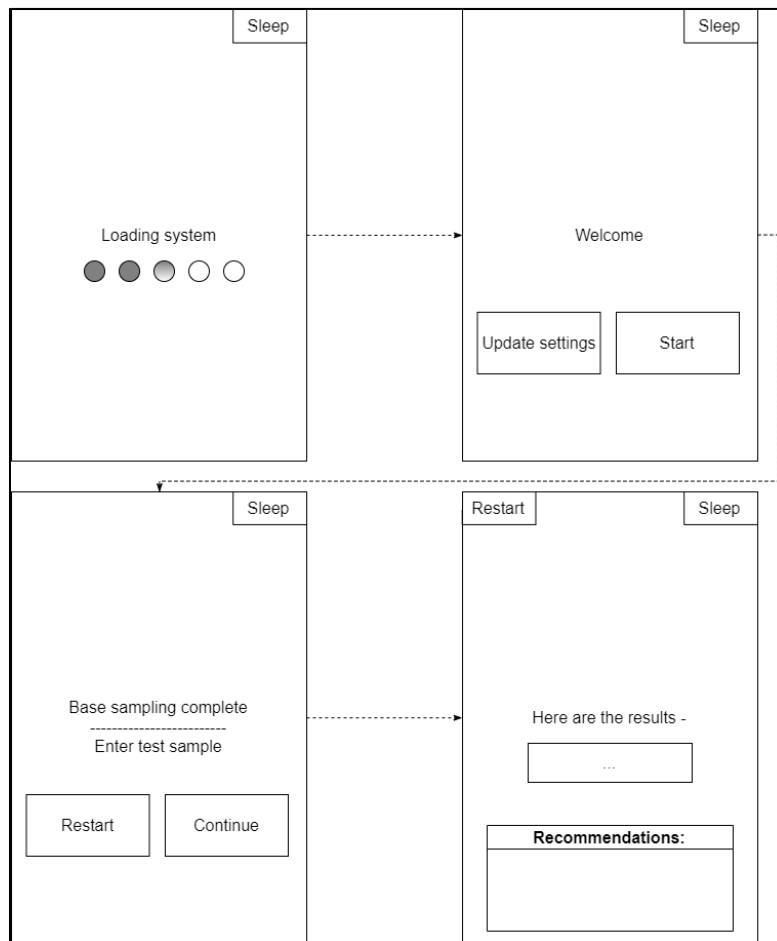 Sleep
Loading system
Sleep
Welcome
Update settings
Start
Sleep
Base sampling complete
------------------------
Enter test sample
Restart
Continue
Restart
Sleep
Here are the results -
...
Recommendations: